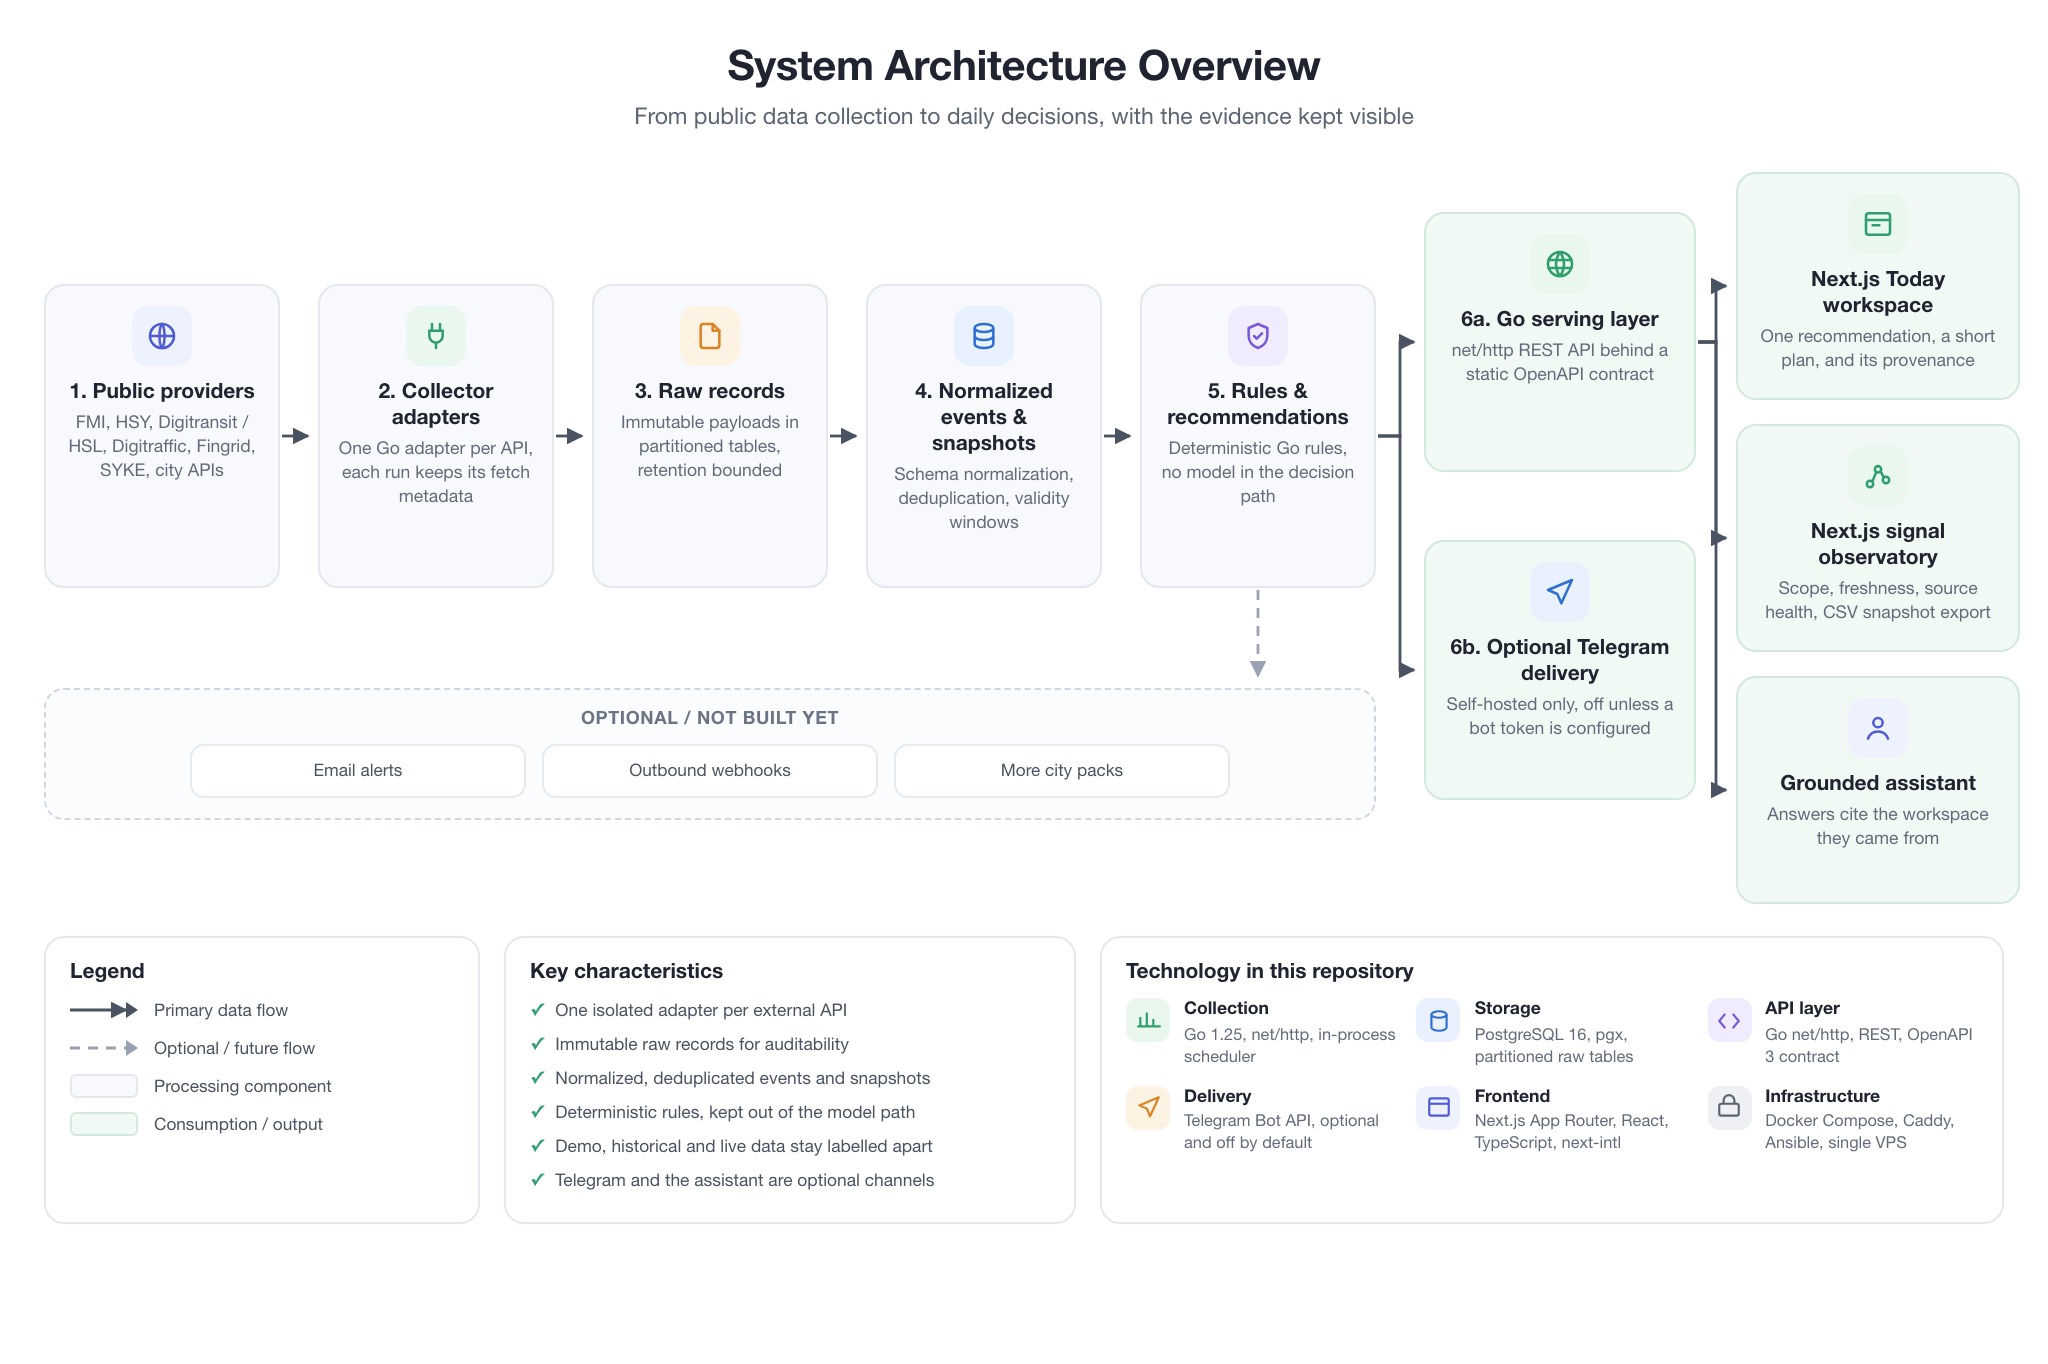 System Architecture Overview
From public data collection to daily decisions, with the evidence kept visible
1. Public providers
FMI, HSY, Digitransit /
HSL, Digitraffic, Fingrid,
SYKE, city APIs
2. Collector
adapters
One Go adapter per API,
each run keeps its fetch
metadata
3. Raw records
Immutable payloads in
partitioned tables,
retention bounded
4. Normalized
events &
snapshots
Schema normalization,
deduplication, validity
windows
5. Rules &
recommendations
Deterministic Go rules,
no model in the decision
path
6a. Go serving layer
net/http REST API behind a
static OpenAPI contract
6b. Optional Telegram
delivery
Self-hosted only, off unless a
bot token is configured
Next.js Today
workspace
One recommendation, a short
plan, and its provenance
Next.js signal
observatory
Scope, freshness, source
health, CSV snapshot export
Grounded assistant
Answers cite the workspace
they came from
OPTIONAL / NOT BUILT YET
Email alerts
Outbound webhooks
More city packs
Legend
Primary data flow
Optional / future flow
Processing component
Consumption / output
Key characteristics
✓ One isolated adapter per external API
✓ Immutable raw records for auditability
✓ Normalized, deduplicated events and snapshots
✓ Deterministic rules, kept out of the model path
✓ Demo, historical and live data stay labelled apart
✓ Telegram and the assistant are optional channels
Technology in this repository
Collection
Go 1.25, net/http, in-process
scheduler
Storage
PostgreSQL 16, pgx,
partitioned raw tables
API layer
Go net/http, REST, OpenAPI
3 contract
Delivery
Telegram Bot API, optional
and off by default
Frontend
Next.js App Router, React,
TypeScript, next-intl
Infrastructure
Docker Compose, Caddy,
Ansible, single VPS